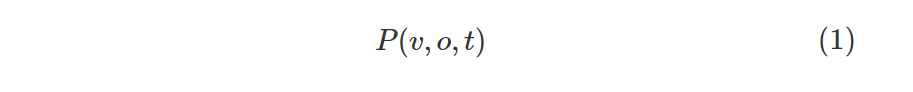 P(v, o, t) (1)